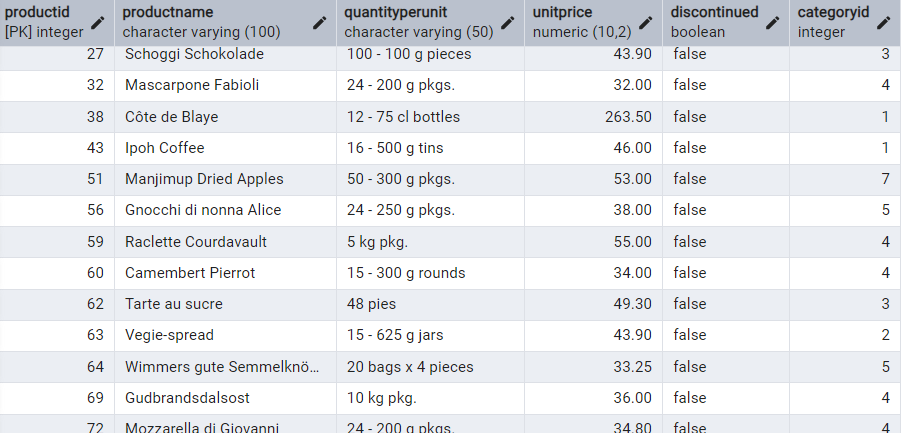 productid productname quantityperunit unitprice discontinued categoryid
[PK] integer character varying (100) character varying (50) numeric (10,2) boolean integer
27 Schoggi Schokolade 100 - 100 g pieces 43.90 false 3
32 Mascarpone Fabioli 24 - 200 g pkgs. 32.00 false 4
38 Côte de Blaye 12 - 75 cl bottles 263.50 false 1
43 Ipoh Coffee 16 - 500 g tins 46.00 false 1
51 Manjimup Dried Apples 50 - 300 g pkgs. 53.00 false 7
56 Gnocchi di nonna Alice 24 - 250 g pkgs. 38.00 false 5
59 Raclette Courdavault 5 kg pkg. 55.00 false 4
60 Camembert Pierrot 15 - 300 g rounds 34.00 false 4
62 Tarte au sucre 48 pies 49.30 false 3
63 Vegie-spread 15 - 625 g jars 43.90 false 2
64 Wimmers gute Semmelknö... 20 bags x 4 pieces 33.25 false 5
69 Gudbrandsdalsost 10 kg pkg. 36.00 false 4
72 Mozzarella di Giovanni 24 - 200 g pkgs. 34.80 false 4